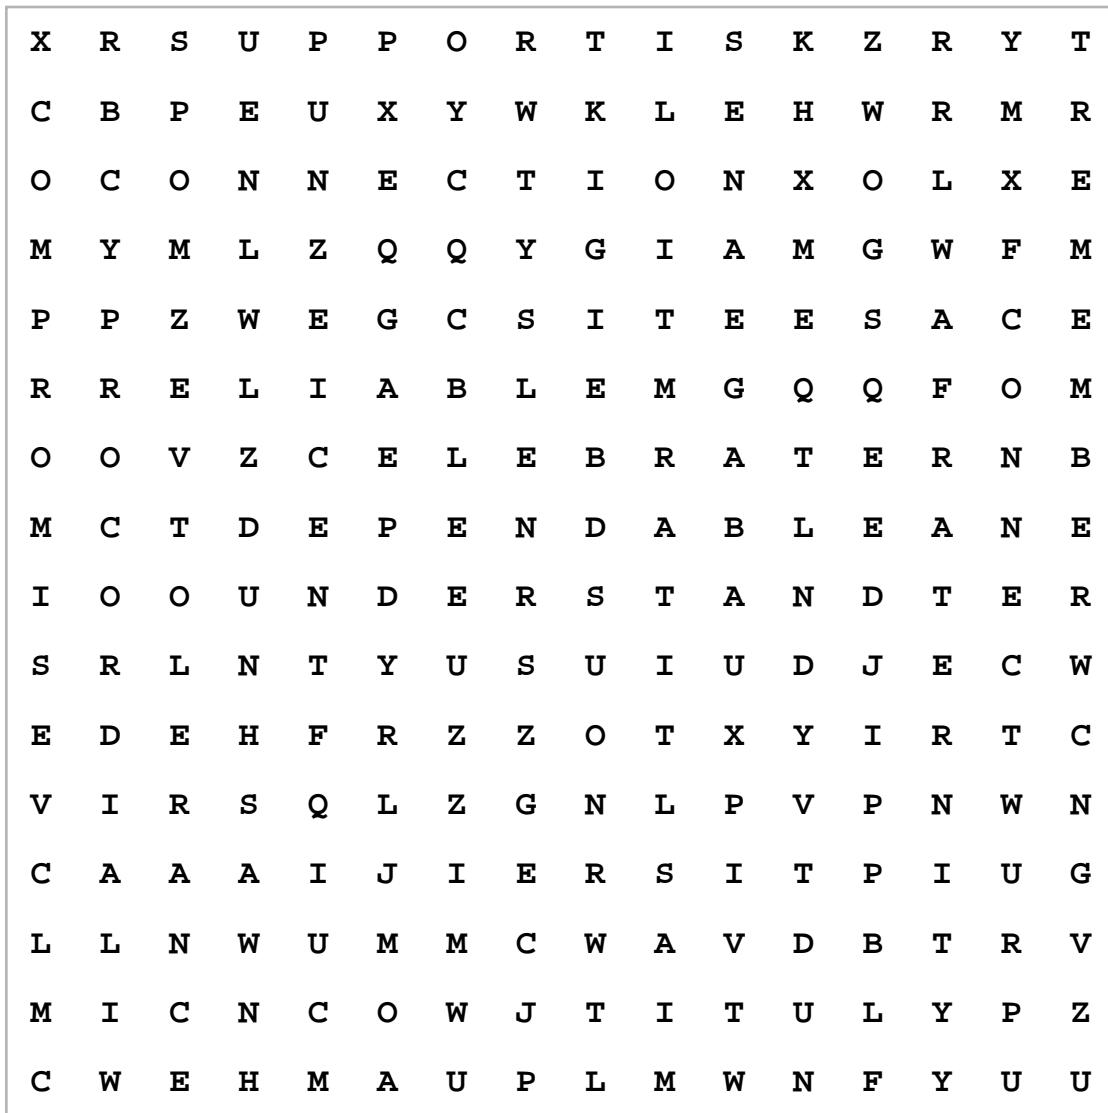 X R S U P P O R T I S K Z R Y T
C B P E U X Y W K L E H W R M R
O C O N N E C T I O N X O L X E
M Y M L Z Q Q Y G I A M G W F M
P P Z W E G C S I T E E S A C E
R R E L I A B L E M G Q Q F O M
O O V Z C E L E B R A T E R N B
M C T D E P E N D A B L E A N E
I O O U N D E R S T A N D T E R
S R L N T Y U S U I U D J E C W
E D E H F R Z Z O T X Y I R T C
V I R S Q L Z G N L P V P N W N
C A A A I J I E R S I T P I U G
L L N W U M M C W A V D B T R V
M I C N C O W J T I T U L Y P Z
C W E H M A U P L M W N F Y U U